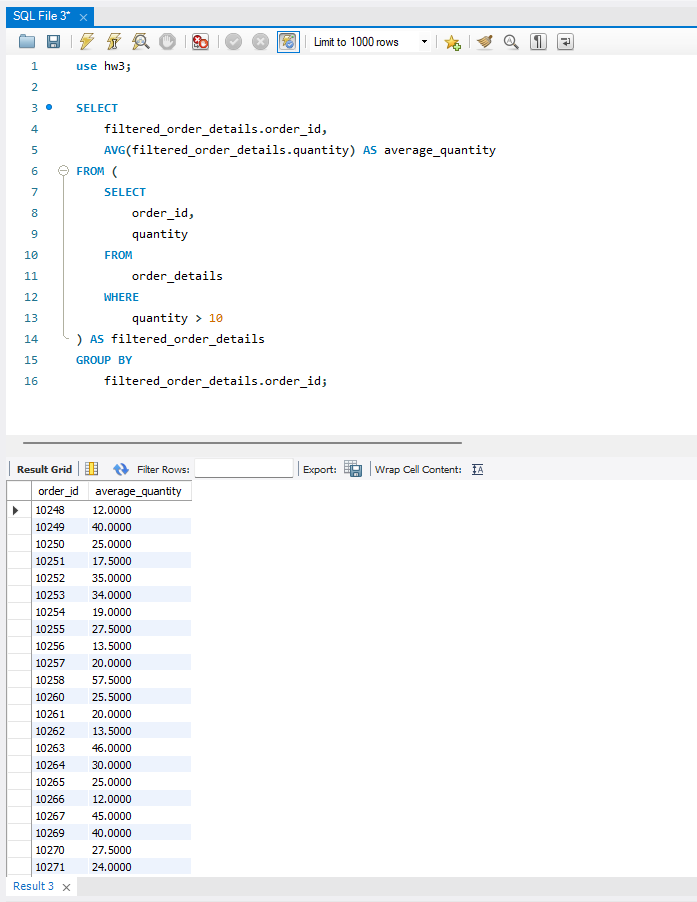 SQL File 3*
Limit to 1000 rows
1 use hw3;
2
3 SELECT
4 filtered_order_details.order_id,
5 AVG(filtered_order_details.quantity) AS average_quantity
6 FROM (
7 SELECT
8 order_id,
9 quantity
10 FROM
11 order_details
12 WHERE
13 quantity > 10
14 ) AS filtered_order_details
15 GROUP BY
16 filtered_order_details.order_id;
Result Grid Filter Rows: Export: Wrap Cell Content:
order_id average_quantity
10248 12.0000
10249 40.0000
10250 25.0000
10251 17.5000
10252 35.0000
10253 34.0000
10254 19.0000
10255 27.5000
10256 13.5000
10257 20.0000
10258 57.5000
10260 25.5000
10261 20.0000
10262 13.5000
10263 46.0000
10264 30.0000
10265 25.0000
10266 12.0000
10267 45.0000
10269 40.0000
10270 27.5000
10271 24.0000
Result 3